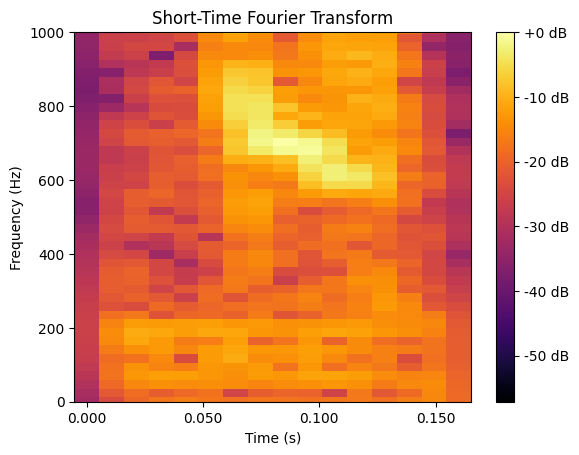 Short-Time Fourier Transform
1000
800
600
400
200
0
Frequency (Hz)
0.000
0.050
0.100
0.150
Time (s)
+0 dB
-10 dB
-20 dB
-30 dB
-40 dB
-50 dB